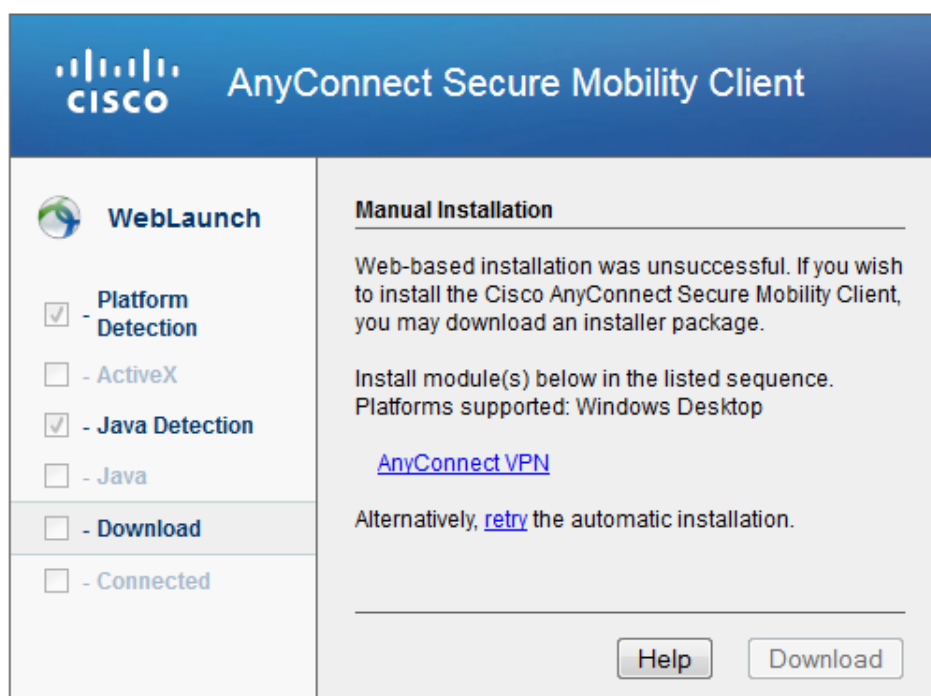 CISCO
AnyConnect Secure Mobility Client
WebLaunch
- Platform
Detection
- ActiveX
- Java Detection
- Java
- Download
- Connected
Manual Installation
Web-based installation was unsuccessful. If you wish
to install the Cisco AnyConnect Secure Mobility Client,
you may download an installer package.
Install module(s) below in the listed sequence.
Platforms supported: Windows Desktop
AnyConnect VPN
Alternatively, retry the automatic installation.
Help
Download